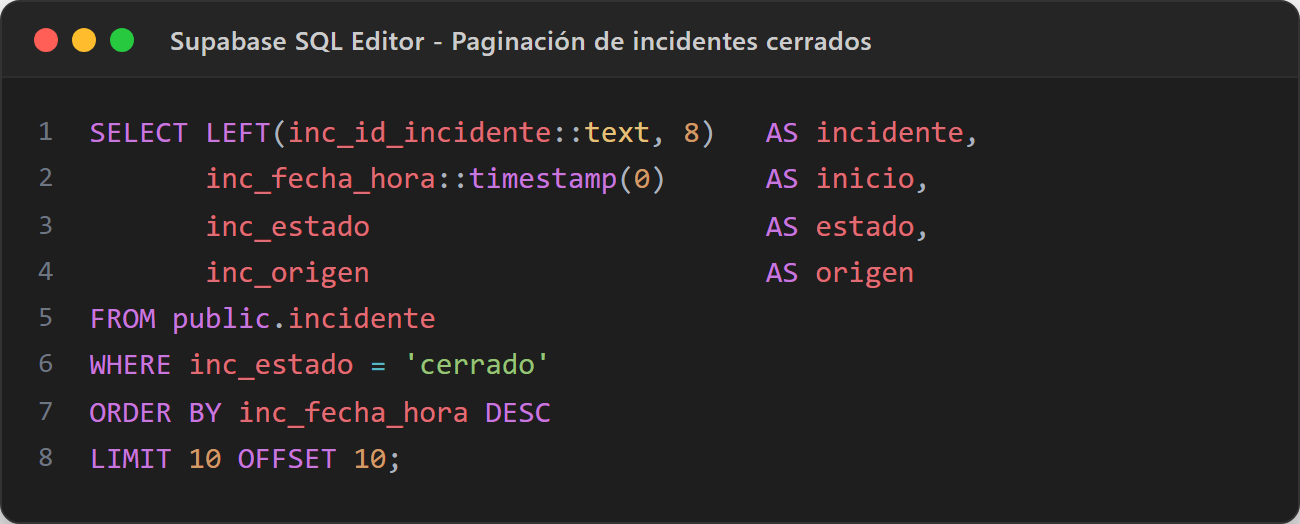 Supabase SQL Editor - Paginación de incidentes cerrados
1 SELECT LEFT(inc_id_incidente::text, 8)   AS incidente,
2        inc_fecha_hora::timestamp(0)      AS inicio,
3        inc_estado                        AS estado,
4        inc_origen                        AS origen
5 FROM public.incidente
6 WHERE inc_estado = 'cerrado'
7 ORDER BY inc_fecha_hora DESC
8 LIMIT 10 OFFSET 10;